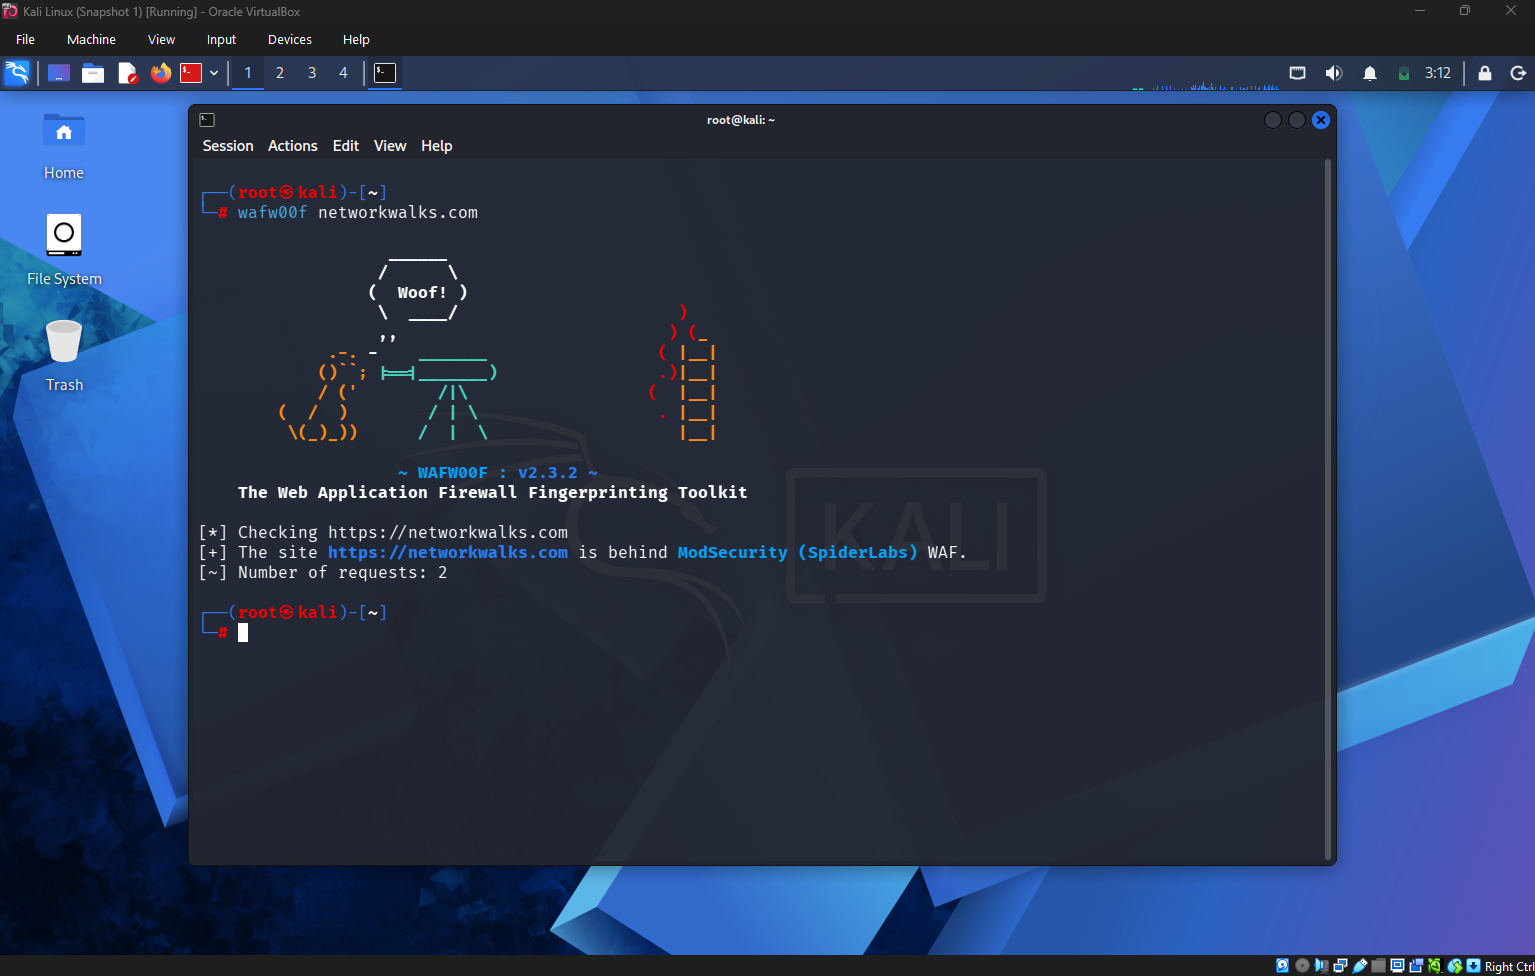 Kali Linux (Snapshot 1) [Running] - Oracle VirtualBox
File Machine View Input Devices Help
1 2 3 4 3:12
root@kali: ~
Session Actions Edit View Help
Home
File System
Trash
┌──(root㉿kali)-[~]
└─# wafw00f networkwalks.com
Woof!
~ WAFW00F : v2.3.2 ~
The Web Application Firewall Fingerprinting Toolkit
[*] Checking https://networkwalks.com
[+] The site https://networkwalks.com is behind ModSecurity (SpiderLabs) WAF.
[~] Number of requests: 2
┌──(root㉿kali)-[~]
└─#
KALI
Right Ctrl